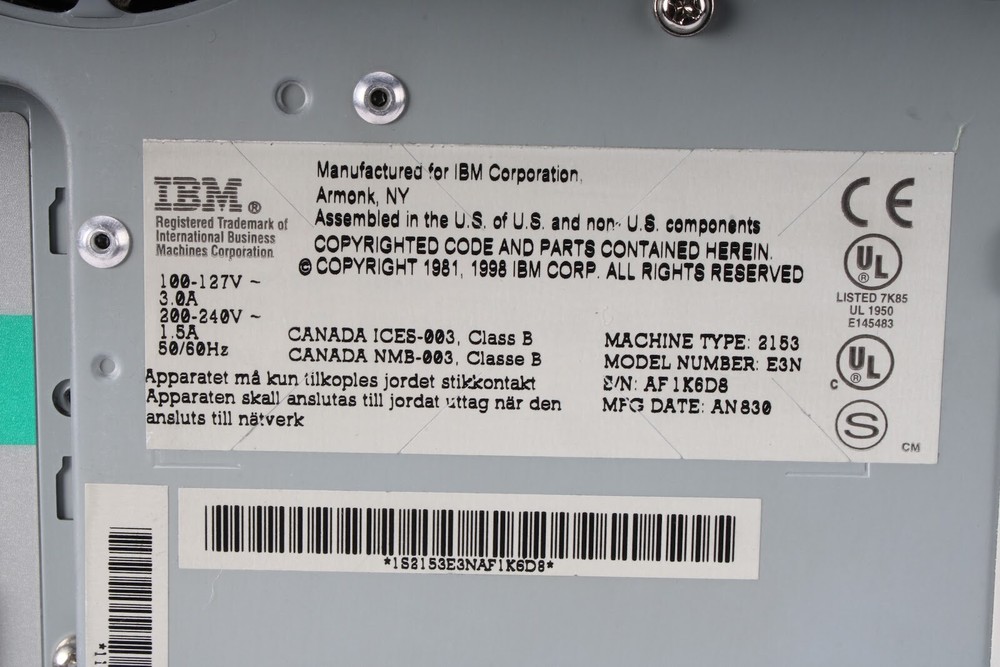 IBM ®
Registered Trademark of
International Business
Machines Corporation
Manufactured for IBM Corporation,
Armonk, NY
Assembled in the U.S. of U.S. and non- U.S. components
COPYRIGHTED CODE AND PARTS CONTAINED HEREIN.
© COPYRIGHT 1981, 1998 IBM CORP. ALL RIGHTS RESERVED
100-127V ~
3.0A
200-240V ~
1.5A
50/60Hz
CANADA ICES-003, Class B
CANADA NMB-003, Classe B
Apparatet må kun tilkoples jordet stikkontakt
Apparaten skall anslutas till jordat uttag när den
ansluts till nätverk
MACHINE TYPE: 2153
MODEL NUMBER: E3N
S/N: AF1K6D8
MFG DATE: AN830
CE
UL ®
LISTED 7K85
UL 1950
E145483
C UL ®
S
CM
*1S2153E3NAF1K6D8*